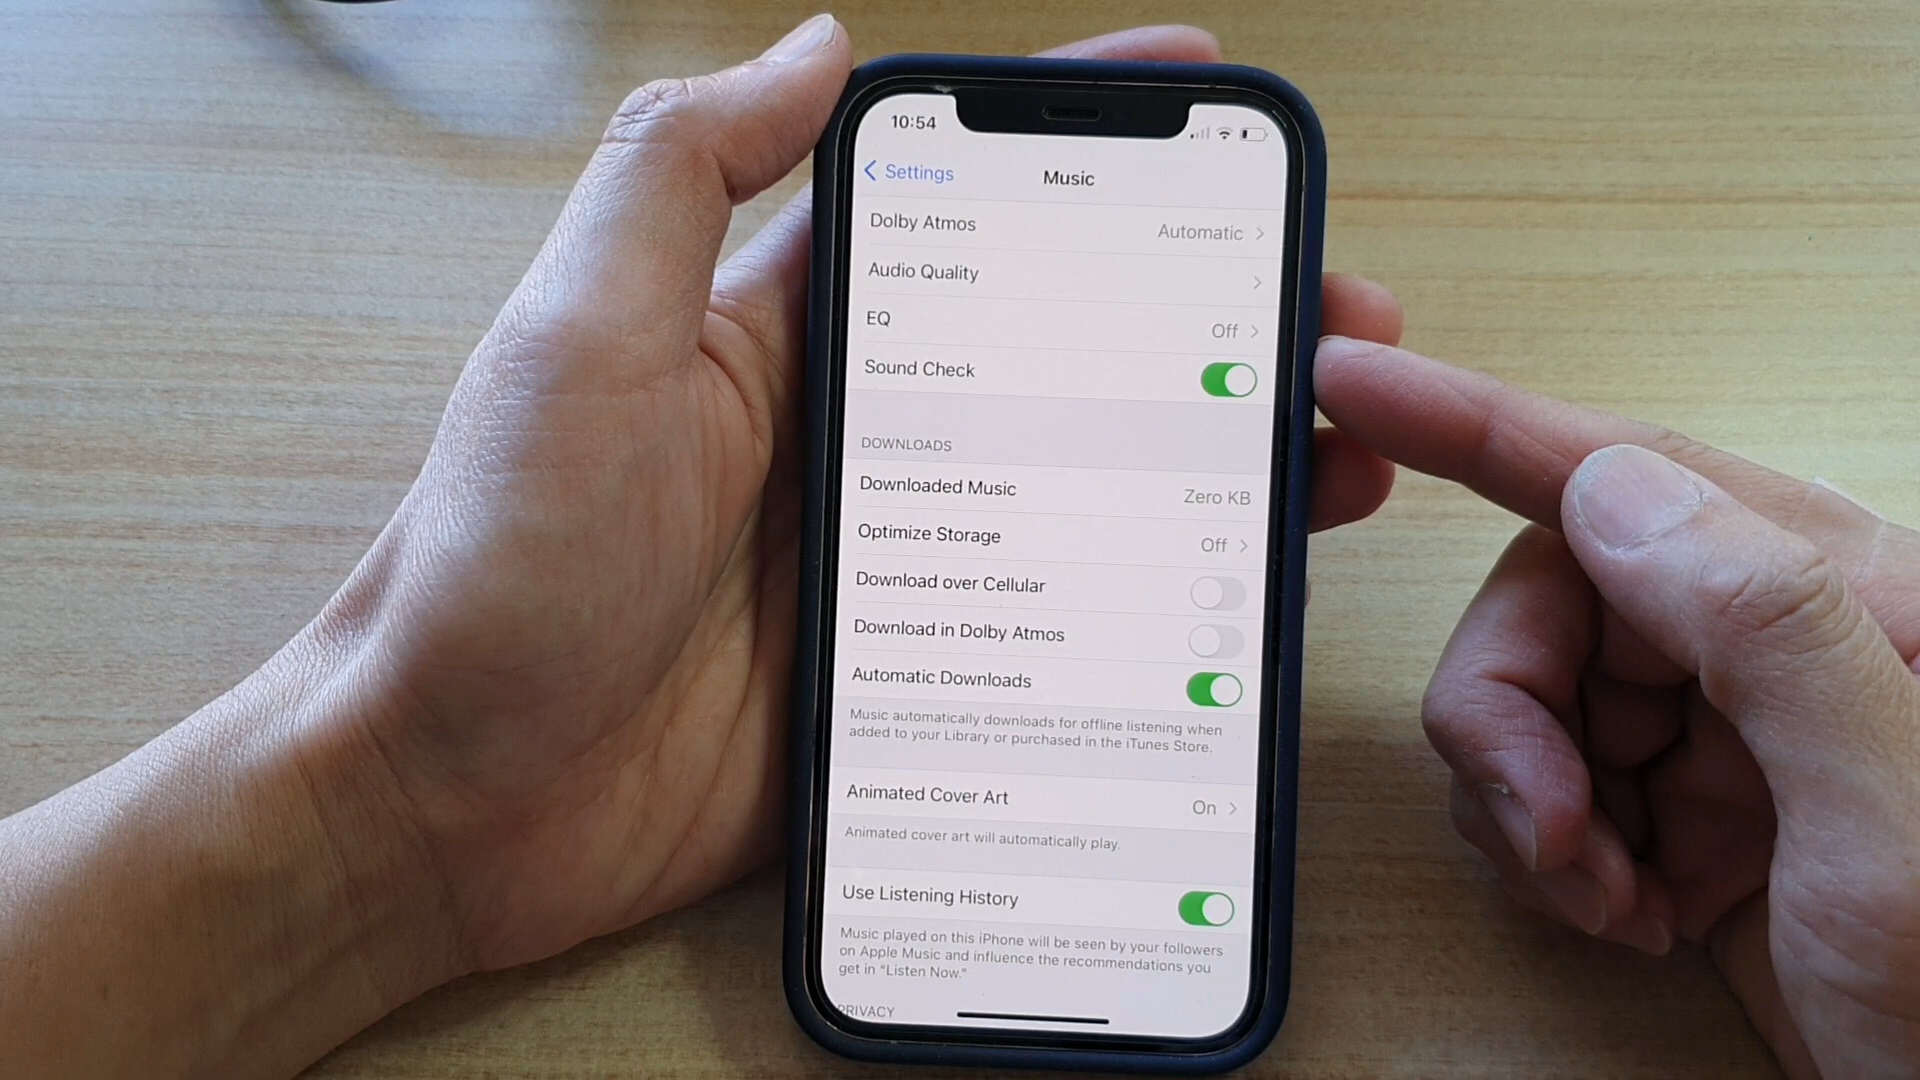 10:54
Settings
Music
Dolby Atmos Automatic
Audio Quality
EQ Off
Sound Check
DOWNLOADS
Downloaded Music Zero KB
Optimize Storage Off
Download over Cellular
Download in Dolby Atmos
Automatic Downloads
Music automatically downloads for offline listening when
added to your Library or purchased in the iTunes Store.
Animated Cover Art On
Animated cover art will automatically play.
Use Listening History
Music played on this iPhone will be seen by your followers
on Apple Music and influence the recommendations you
get in "Listen Now."
PRIVACY